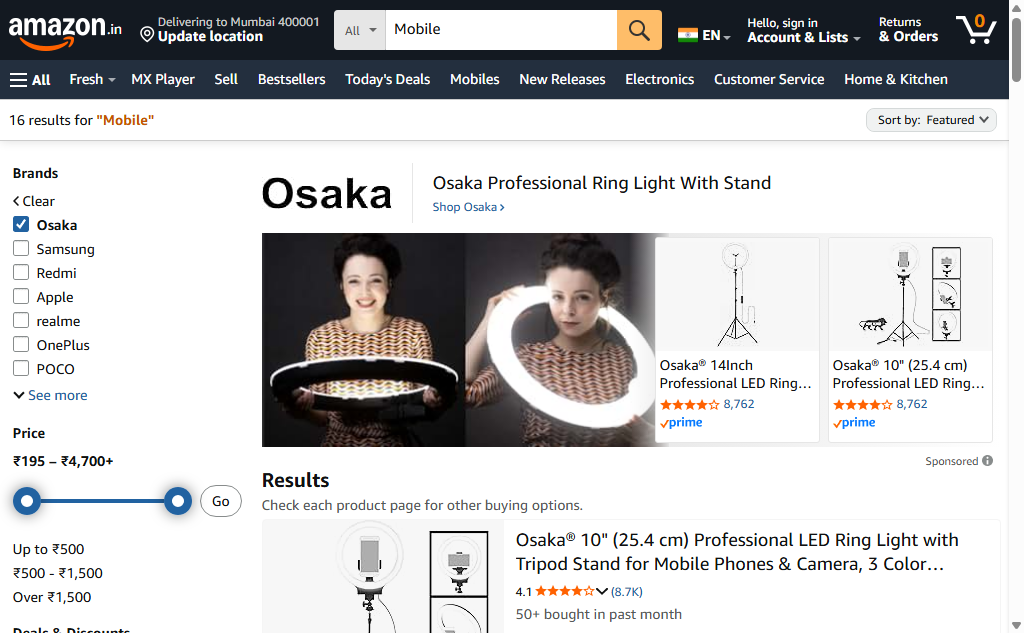 amazon.in
Delivering to Mumbai 400001
Update location
All
Mobile
EN
Hello, sign in
Account & Lists
Returns
& Orders
0
All
Fresh
MX Player
Sell
Bestsellers
Today's Deals
Mobiles
New Releases
Electronics
Customer Service
Home & Kitchen
16 results for "Mobile"
Sort by: Featured
Brands
Clear
Osaka
Samsung
Redmi
Apple
realme
OnePlus
POCO
See more
Price
₹195 – ₹4,700+
Go
Up to ₹500
₹500 - ₹1,500
Over ₹1,500
Deals & Discounts
Osaka
Osaka Professional Ring Light With Stand
Shop Osaka
Osaka® 14Inch
Professional LED Ring...
8,762
prime
Osaka® 10" (25.4 cm)
Professional LED Ring...
8,762
prime
Sponsored
Results
Check each product page for other buying options.
Osaka® 10" (25.4 cm) Professional LED Ring Light with
Tripod Stand for Mobile Phones & Camera, 3 Color...
4.1 (8.7K)
50+ bought in past month